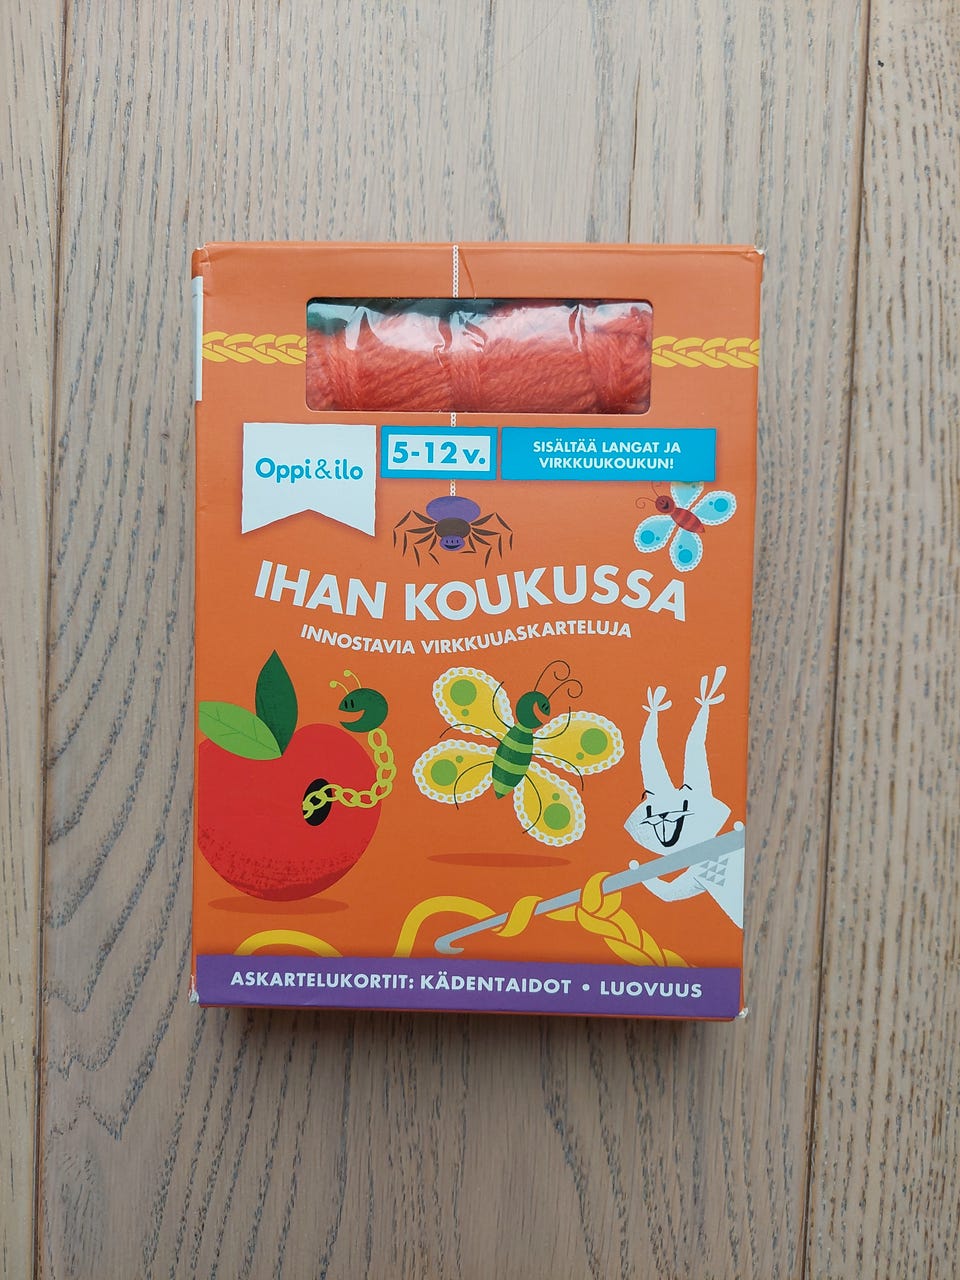 Oppi&ilo
5-12 v.
SISÄLTÄÄ LANGAT JA
VIRKKUUKOUKUN!
IHAN KOUKUSSA
INNOSTAVIA VIRKKUUASKARTELUJA
ASKARTELUKORTIT: KÄDENTAIDOT • LUOVUUS